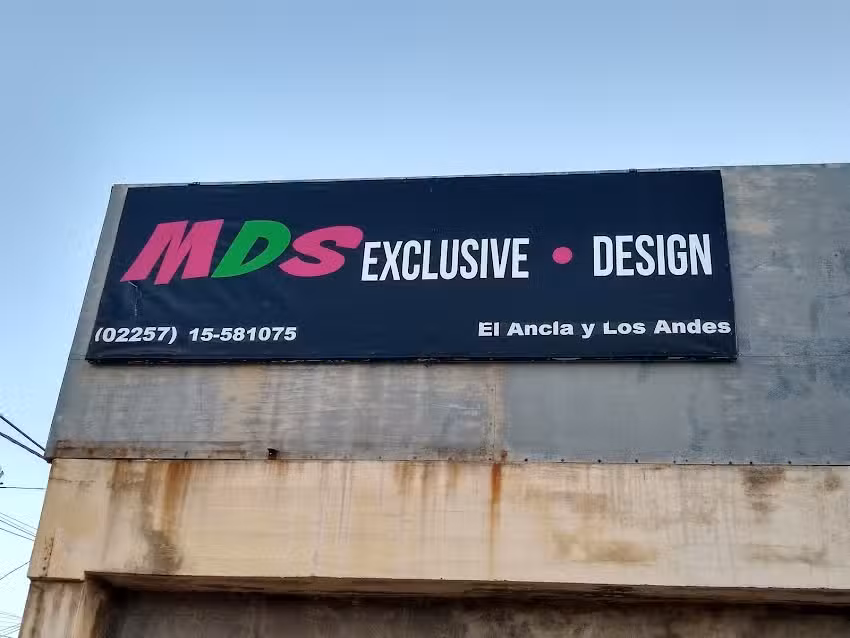 MDS EXCLUSIVE • DESIGN
(02257) 15-581075 El Ancla y Los Andes